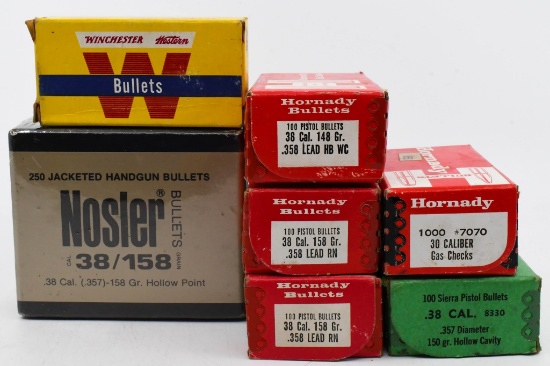 WINCHESTER Western
W
Bullets
250 JACKETED HANDGUN BULLETS
Nosler®
BULLETS
CAL. 38/158 GRAIN
.38 Cal. (.357)-158 Gr. Hollow Point
Hornady
Bullets
100 PISTOL BULLETS
38 Cal. 148 Gr.
.358 LEAD HB WC
Hornady
Bullets
100 PISTOL BULLETS
38 Cal. 158 Gr.
.358 LEAD RN
Hornady
Bullets
100 PISTOL BULLETS
38 Cal. 158 Gr.
.358 LEAD RN
Hornady
Hornady
1000 *7070
30 CALIBER
Gas Checks
100 Sierra Pistol Bullets
.38 CAL. 8330
.357 Diameter
150 gr. Hollow Cavity